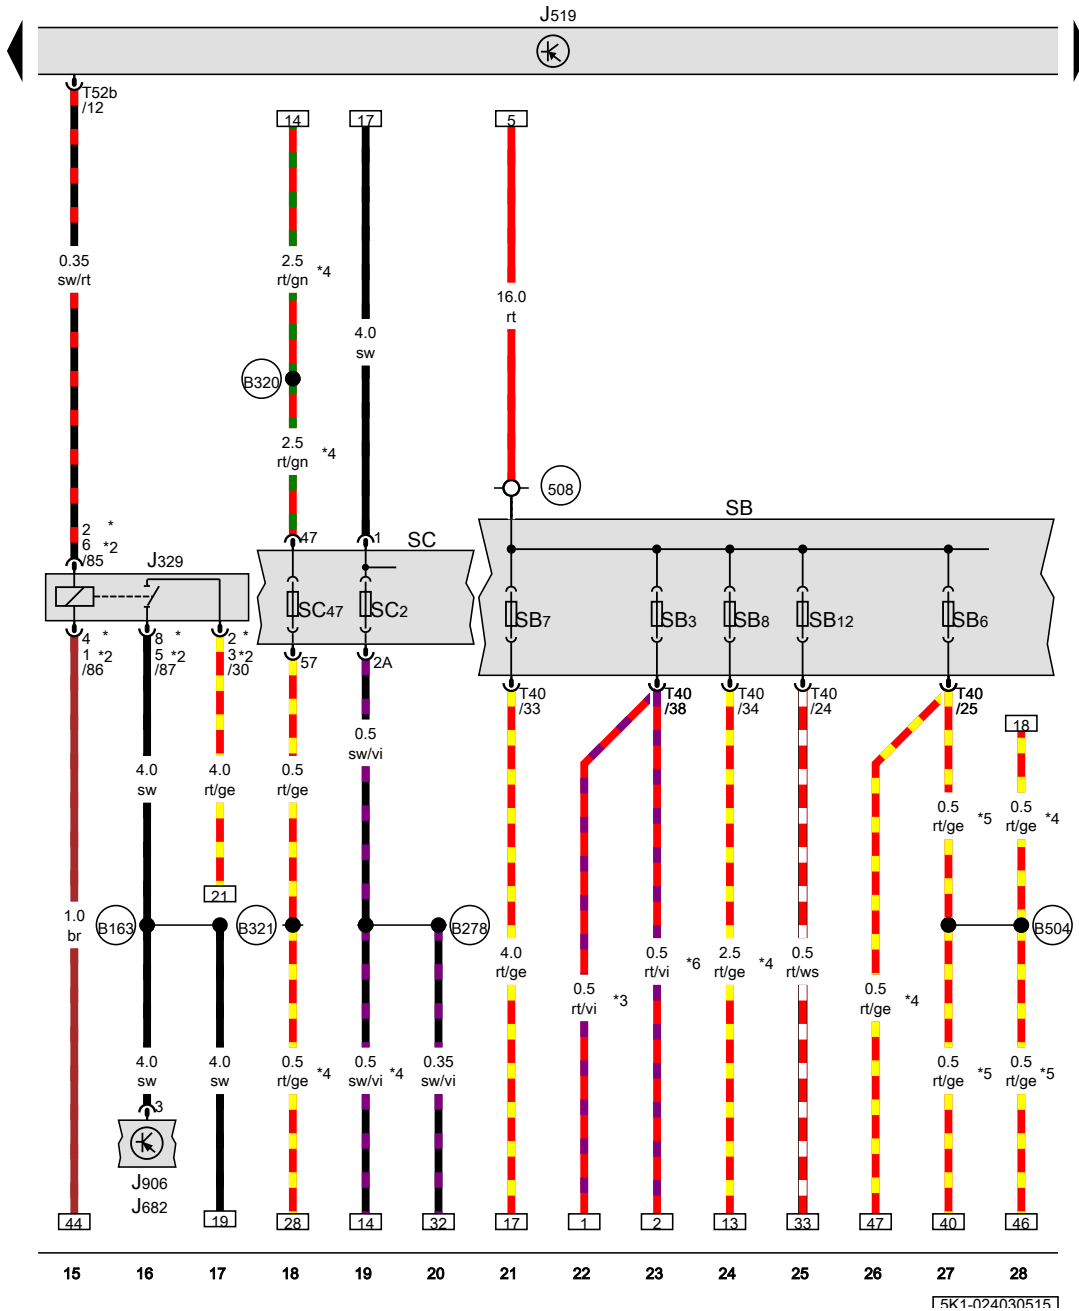 J519
T52b
/12
14
17
5
0.35
sw/rt
2.5
rt/gn
*4
16.0
rt
4.0
sw
B320
2.5
rt/gn
*4
508
2 *
6 *2
/85
J329
47
1
SC
SB
SC47
SC2
SB7
SB3
SB8
SB12
SB6
4 *
1 *2
/86
8 *
5 *2
/87
2 *
3 *2
/30
57
2A
T40
/33
T40
/38
T40
/34
T40
/24
T40
/25
18
0.5
sw/vi
4.0
sw
4.0
rt/ge
0.5
rt/ge
0.5
rt/ge
*5
0.5
rt/ge
*4
21
1.0
br
B163
B321
B278
B504
4.0
rt/ge
0.5
rt/vi
*3
0.5
rt/vi
*6
2.5
rt/ge
*4
0.5
rt/ws
0.5
rt/ge
*4
4.0
sw
4.0
sw
0.5
rt/ge
*4
0.5
sw/vi
*4
0.35
sw/vi
0.5
rt/ge
*5
0.5
rt/ge
*5
3
J906
J682
44
19
28
14
32
17
1
2
13
33
47
40
46
15 16 17 18 19 20 21 22 23 24 25 26 27 28
5K1-024030515